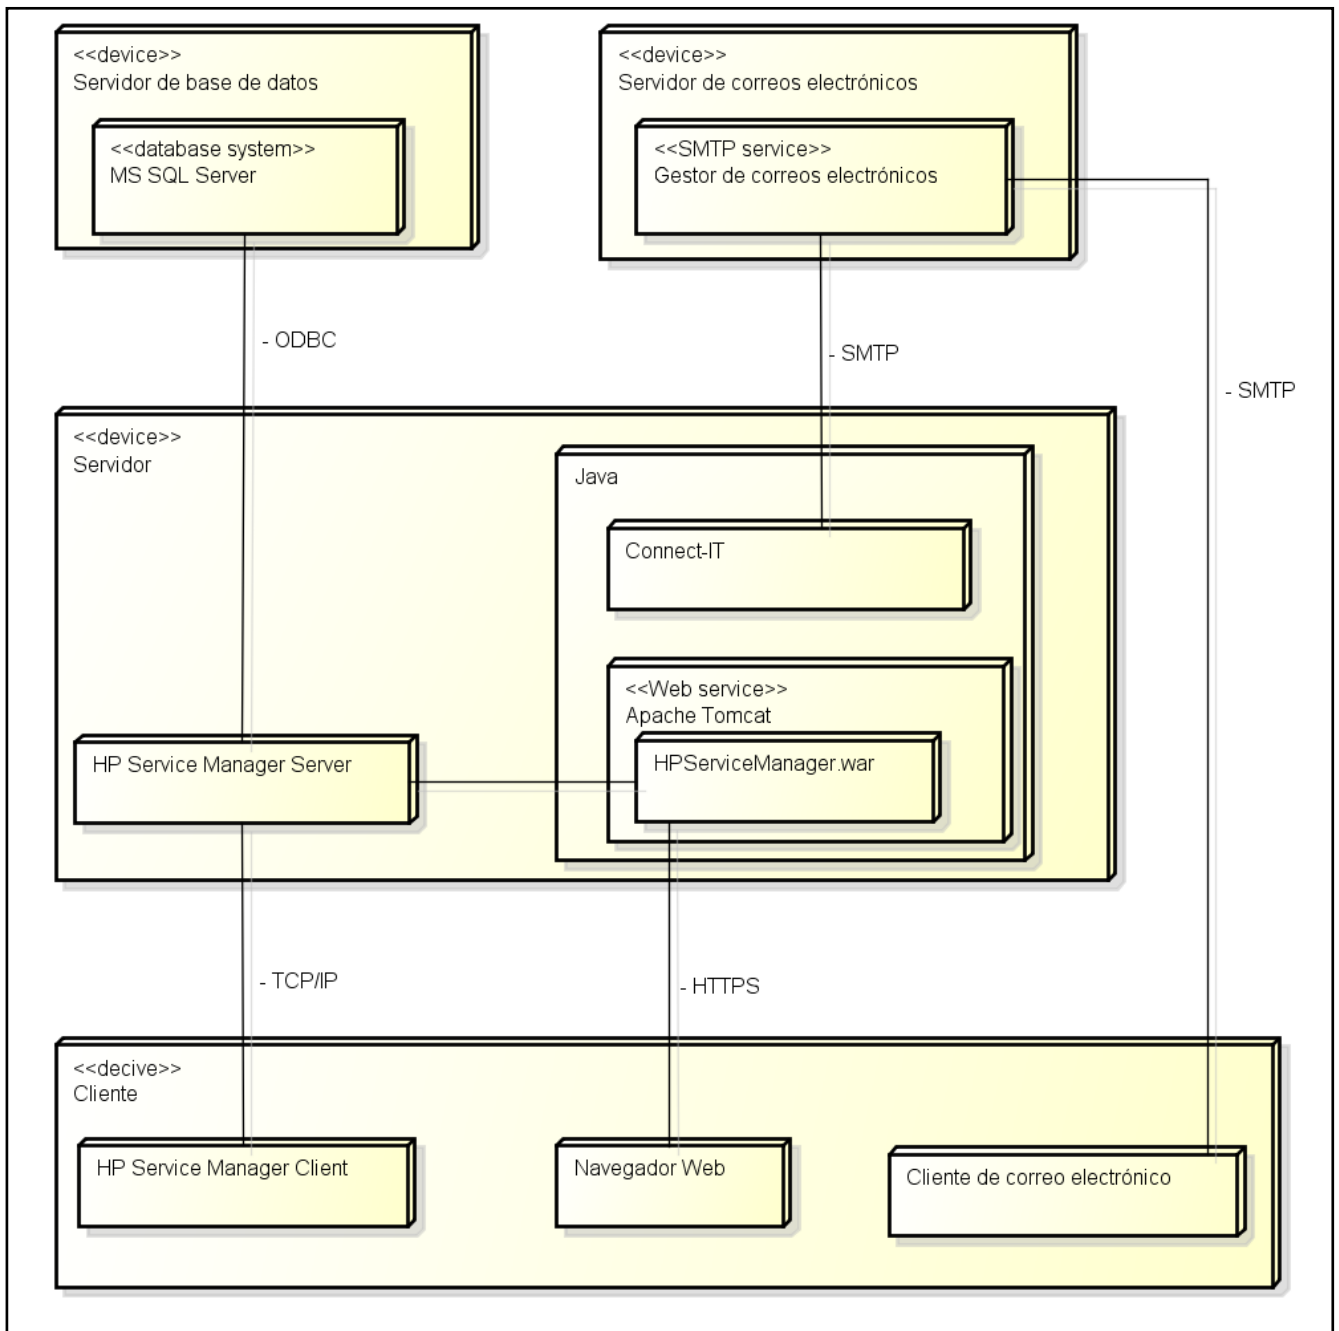 <<device>>
Servidor de base de datos
<<database system>>
MS SQL Server
<<device>>
Servidor de correos electrónicos
<<SMTP service>>
Gestor de correos electrónicos
- ODBC
- SMTP
- SMTP
<<device>>
Servidor
Java
Connect-IT
<<Web service>>
Apache Tomcat
HPServiceManager.war
HP Service Manager Server
- TCP/IP
- HTTPS
<<decive>>
Cliente
HP Service Manager Client
Navegador Web
Cliente de correo electrónico